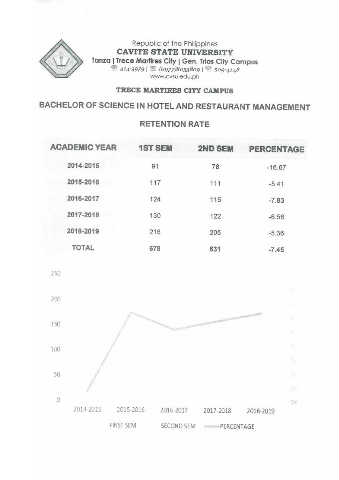 Republic of the Philippines
CAVITE STATE UNIVERSITY
Tanza | Trece Martires City | Gen. Trias City Campus
www.cvsu.edu.ph
TRECE MARTIRES CITY CAMPUS
BACHELOR OF SCIENCE IN HOTEL AND RESTAURANT MANAGEMENT
RETENTION RATE
ACADEMIC YEAR 1ST SEM 2ND SEM PERCENTAGE
2014-2015 91 78 -16.67
2015-2016 117 111 -5.41
2016-2017 124 115 -7.83
2017-2018 130 122 -6.56
2018-2019 216 205 -5.36
TOTAL 678 631 -7.45
250
200
150
100
50
0
2014-2015 2015-2016 2016-2017 2017-2018 2018-2019
FIRST SEM SECOND SEM PERCENTAGE